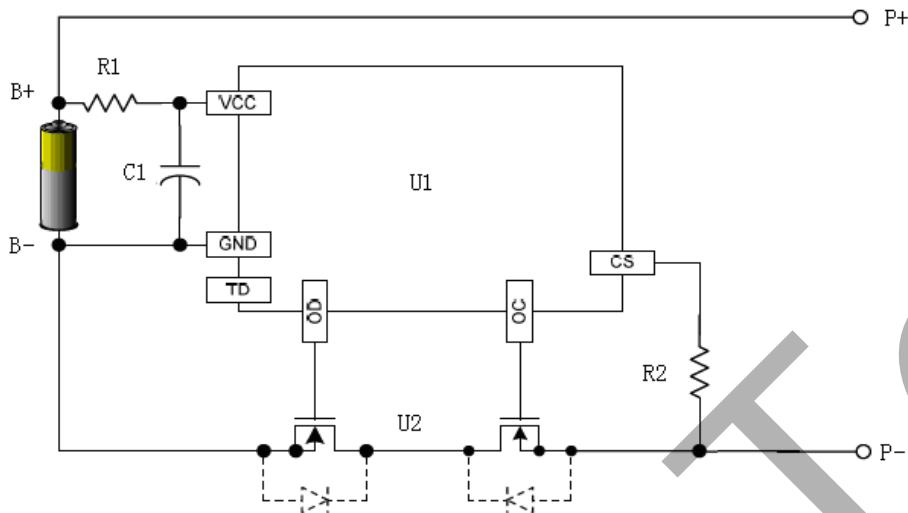 P+
R1
B+
VCC
C1
U1
B-
GND
CS
TD
OD
OC
R2
U2
P-